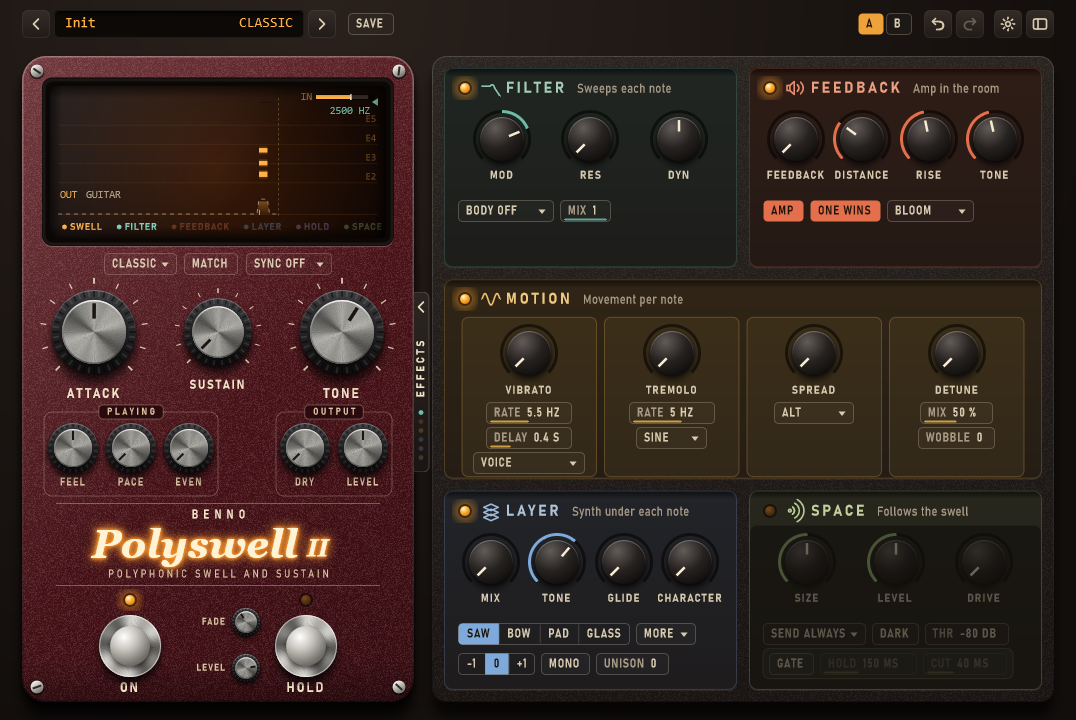 Init CLASSIC SAVE A B
IN
2500 HZ
E5
E4
E3
E2
OUT GUITAR
SWELL FILTER FEEDBACK LAYER HOLD SPACE
CLASSIC MATCH SYNC OFF
ATTACK SUSTAIN TONE
PLAYING OUTPUT
FEEL PACE EVEN DRY LEVEL
BENNO
Polyswell II
POLYPHONIC SWELL AND SUSTAIN
FADE
LEVEL
ON HOLD
EFFECTS
FILTER Sweeps each note
MOD RES DYN
BODY OFF MIX 1
FEEDBACK Amp in the room
FEEDBACK DISTANCE RISE TONE
AMP ONE WINS BLOOM
MOTION Movement per note
VIBRATO TREMOLO SPREAD DETUNE
RATE 5.5 HZ RATE 5 HZ ALT MIX 50 %
DELAY 0.4 S SINE WOBBLE 0
VOICE
LAYER Synth under each note
MIX TONE GLIDE CHARACTER
SAW BOW PAD GLASS MORE
-1 0 +1 MONO UNISON 0
SPACE Follows the swell
SIZE LEVEL DRIVE
SEND ALWAYS DARK THR -80 DB
GATE HOLD 150 MS CUT 40 MS